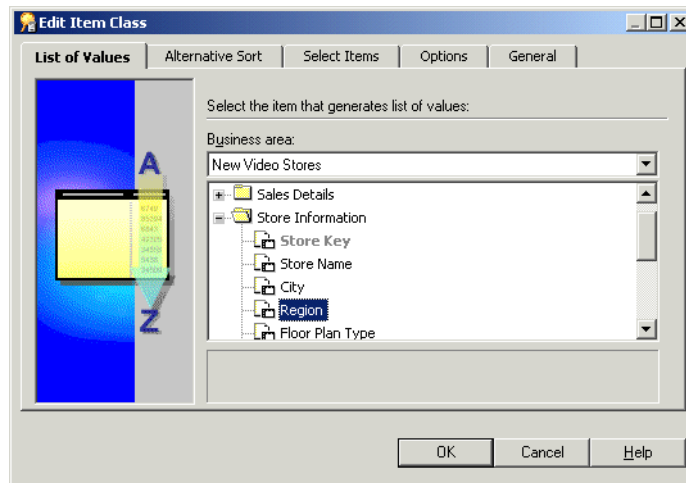 Edit Item Class
List of Values Alternative Sort Select Items Options General
Select the item that generates list of values:
Business area:
New Video Stores
Sales Details
Store Information
Store Key
Store Name
City
Region
Floor Plan Type
A
Z
OK Cancel Help